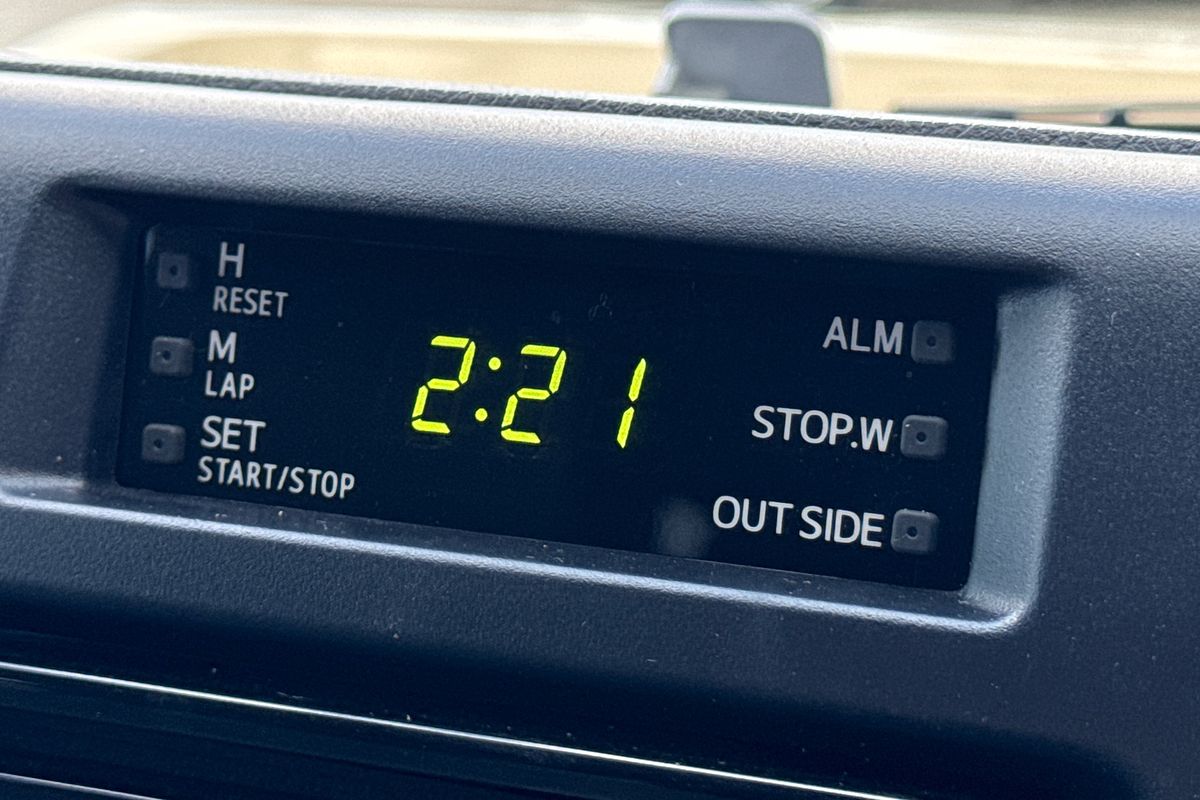 H
RESET
M
LAP
SET
START/STOP
2:21
ALM
STOP.W
OUT SIDE